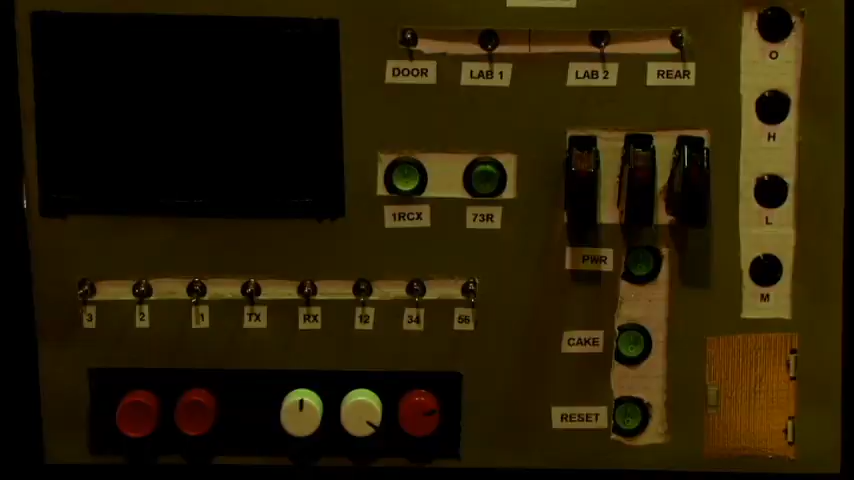 DOOR LAB 1 LAB 2 REAR
O
H
L
M
1RCX 73R
PWR
3 2 1 TX RX 12 34 56
CAKE
RESET